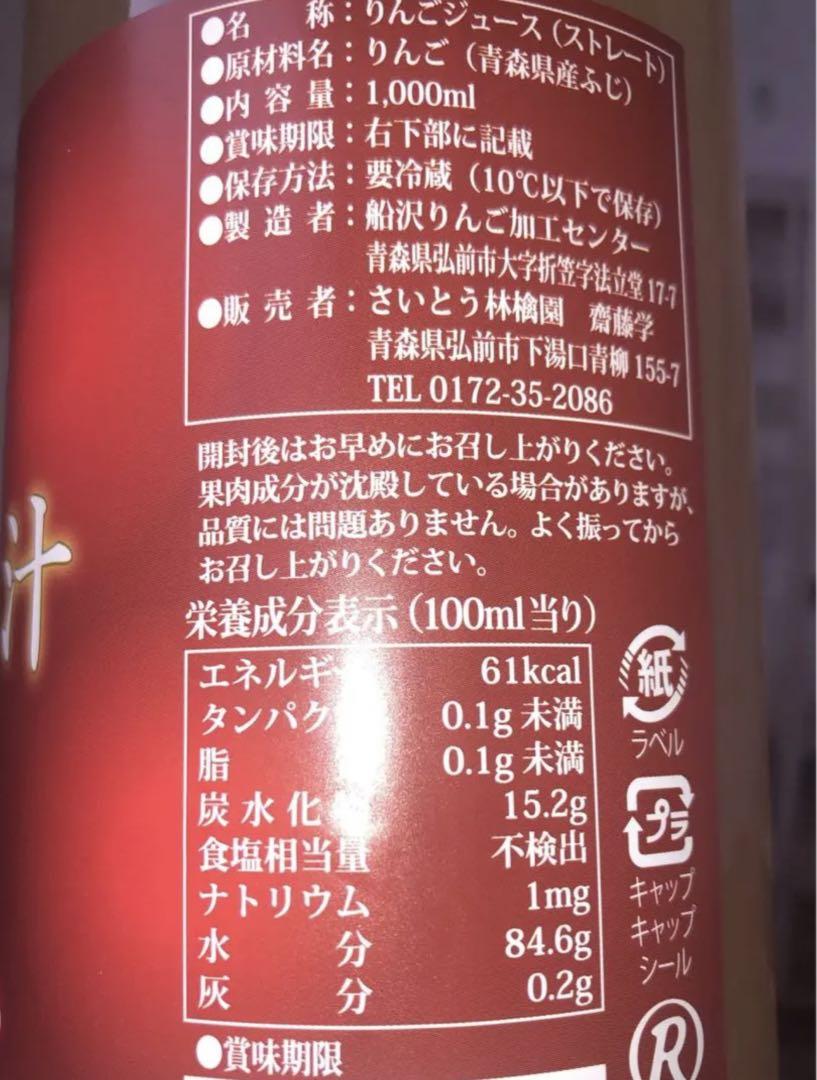 ●名称：りんごジュース（ストレート）
●原材料名：りんご（青森県産ふじ）
●内容量：1,000ml
●賞味期限：右下部に記載
●保存方法：要冷蔵（10℃以下で保存）
●製造者：船沢りんご加工センター
青森県弘前市大字折笠字法立堂17-7
●販売者：さいとう林檎園 齋藤学
青森県弘前市下湯口青柳155-7
TEL 0172-35-2086
開封後はお早めにお召し上がりください。
果肉成分が沈殿している場合がありますが、
品質には問題ありません。よく振ってから
お召し上がりください。
汁
栄養成分表示（100ml当り）
エネルギ 61kcal
タンパク 0.1g 未満
脂 0.1g 未満
炭水化 15.2g
食塩相当量 不検出
ナトリウム 1mg
水分 84.6g
灰分 0.2g
紙
ラベル
プラ
キャップ
キャップ
シール
®
●賞味期限